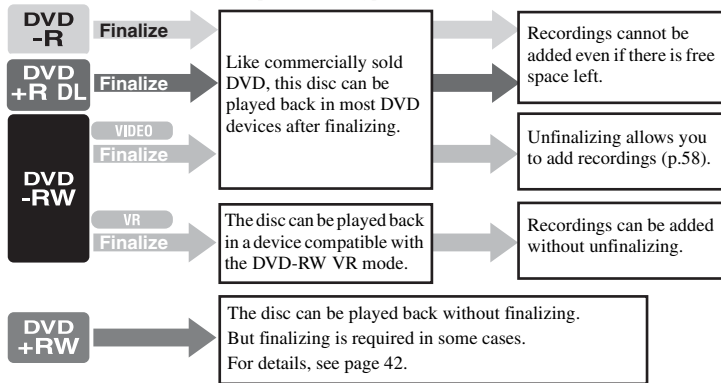 DVD
-R
Finalize
DVD
+R DL
Finalize
Like commercially sold
DVD, this disc can be
played back in most DVD
devices after finalizing.
Recordings cannot be
added even if there is free
space left.
DVD
-RW
VIDEO
Finalize
Unfinalizing allows you
to add recordings (p.58).
VR
Finalize
The disc can be played back
in a device compatible with
the DVD-RW VR mode.
Recordings can be added
without unfinalizing.
DVD
+RW
The disc can be played back without finalizing.
But finalizing is required in some cases.
For details, see page 42.